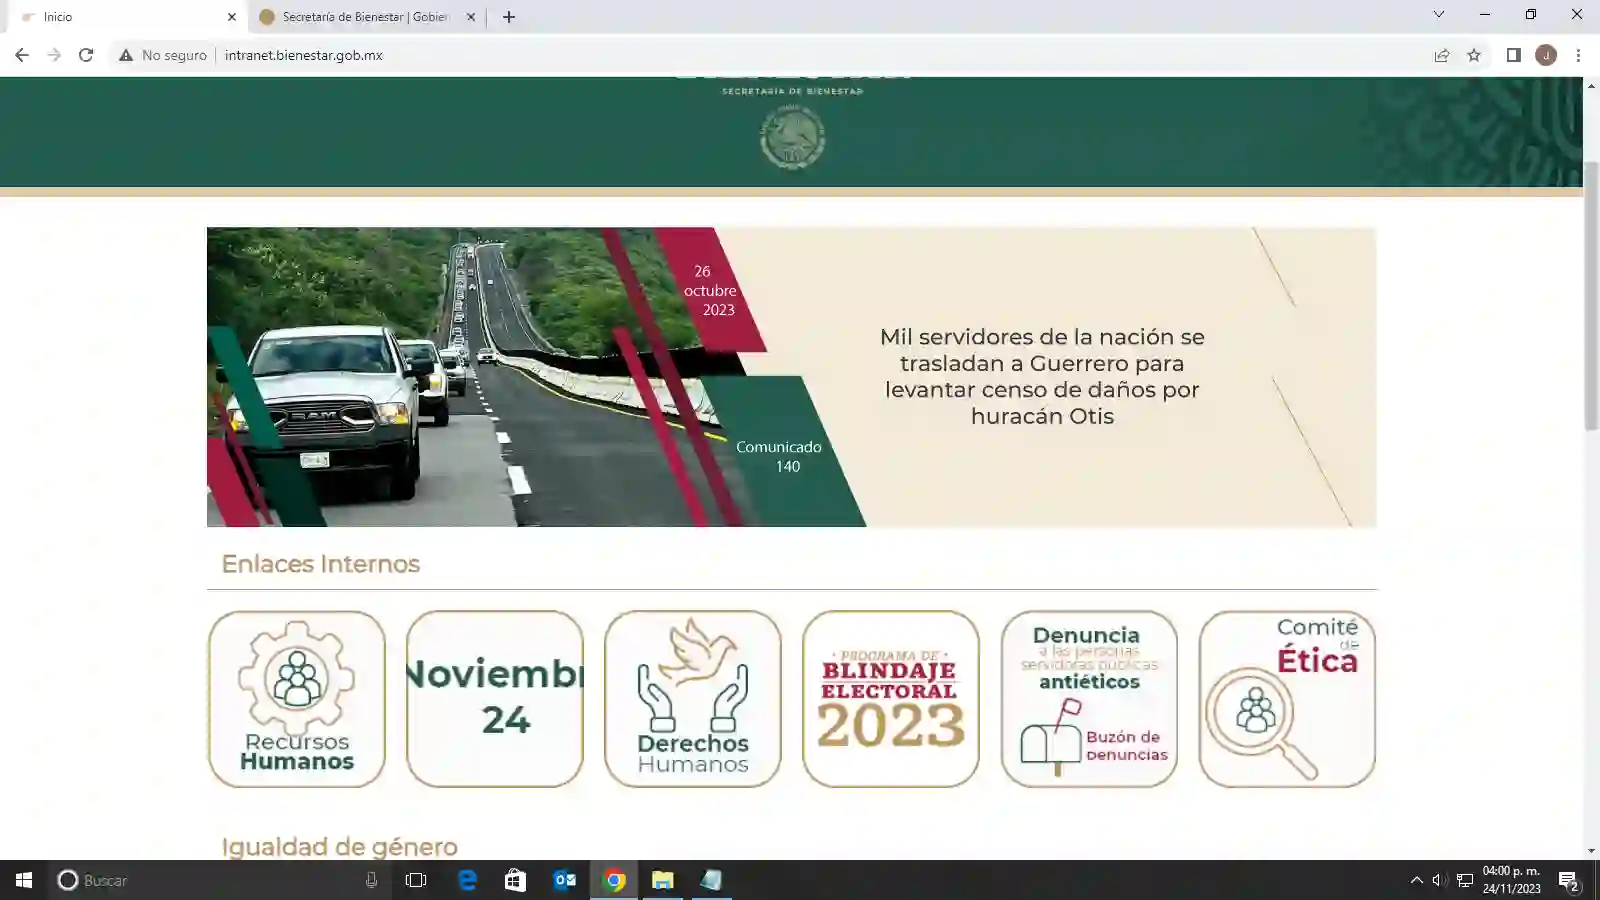 Inicio
Secretaría de Bienestar | Gobier
No seguro
intranet.bienestar.gob.mx
J
SECRETARÍA DE BIENESTAR
26
octubre
2023
Comunicado
140
Mil servidores de la nación se
trasladan a Guerrero para
levantar censo de daños por
huracán Otis
RAM
Enlaces Internos
Recursos
Humanos
Noviembr
24
Derechos
Humanos
· PROGRAMA DE ·
BLINDAJE
ELECTORAL
2023
Denuncia
a las personas
servidoras públicas
antiéticos
Buzón de
Denuncias
Comité
de
Ética
Igualdad de género
Buscar
04:00 p. m.
24/11/2023
2